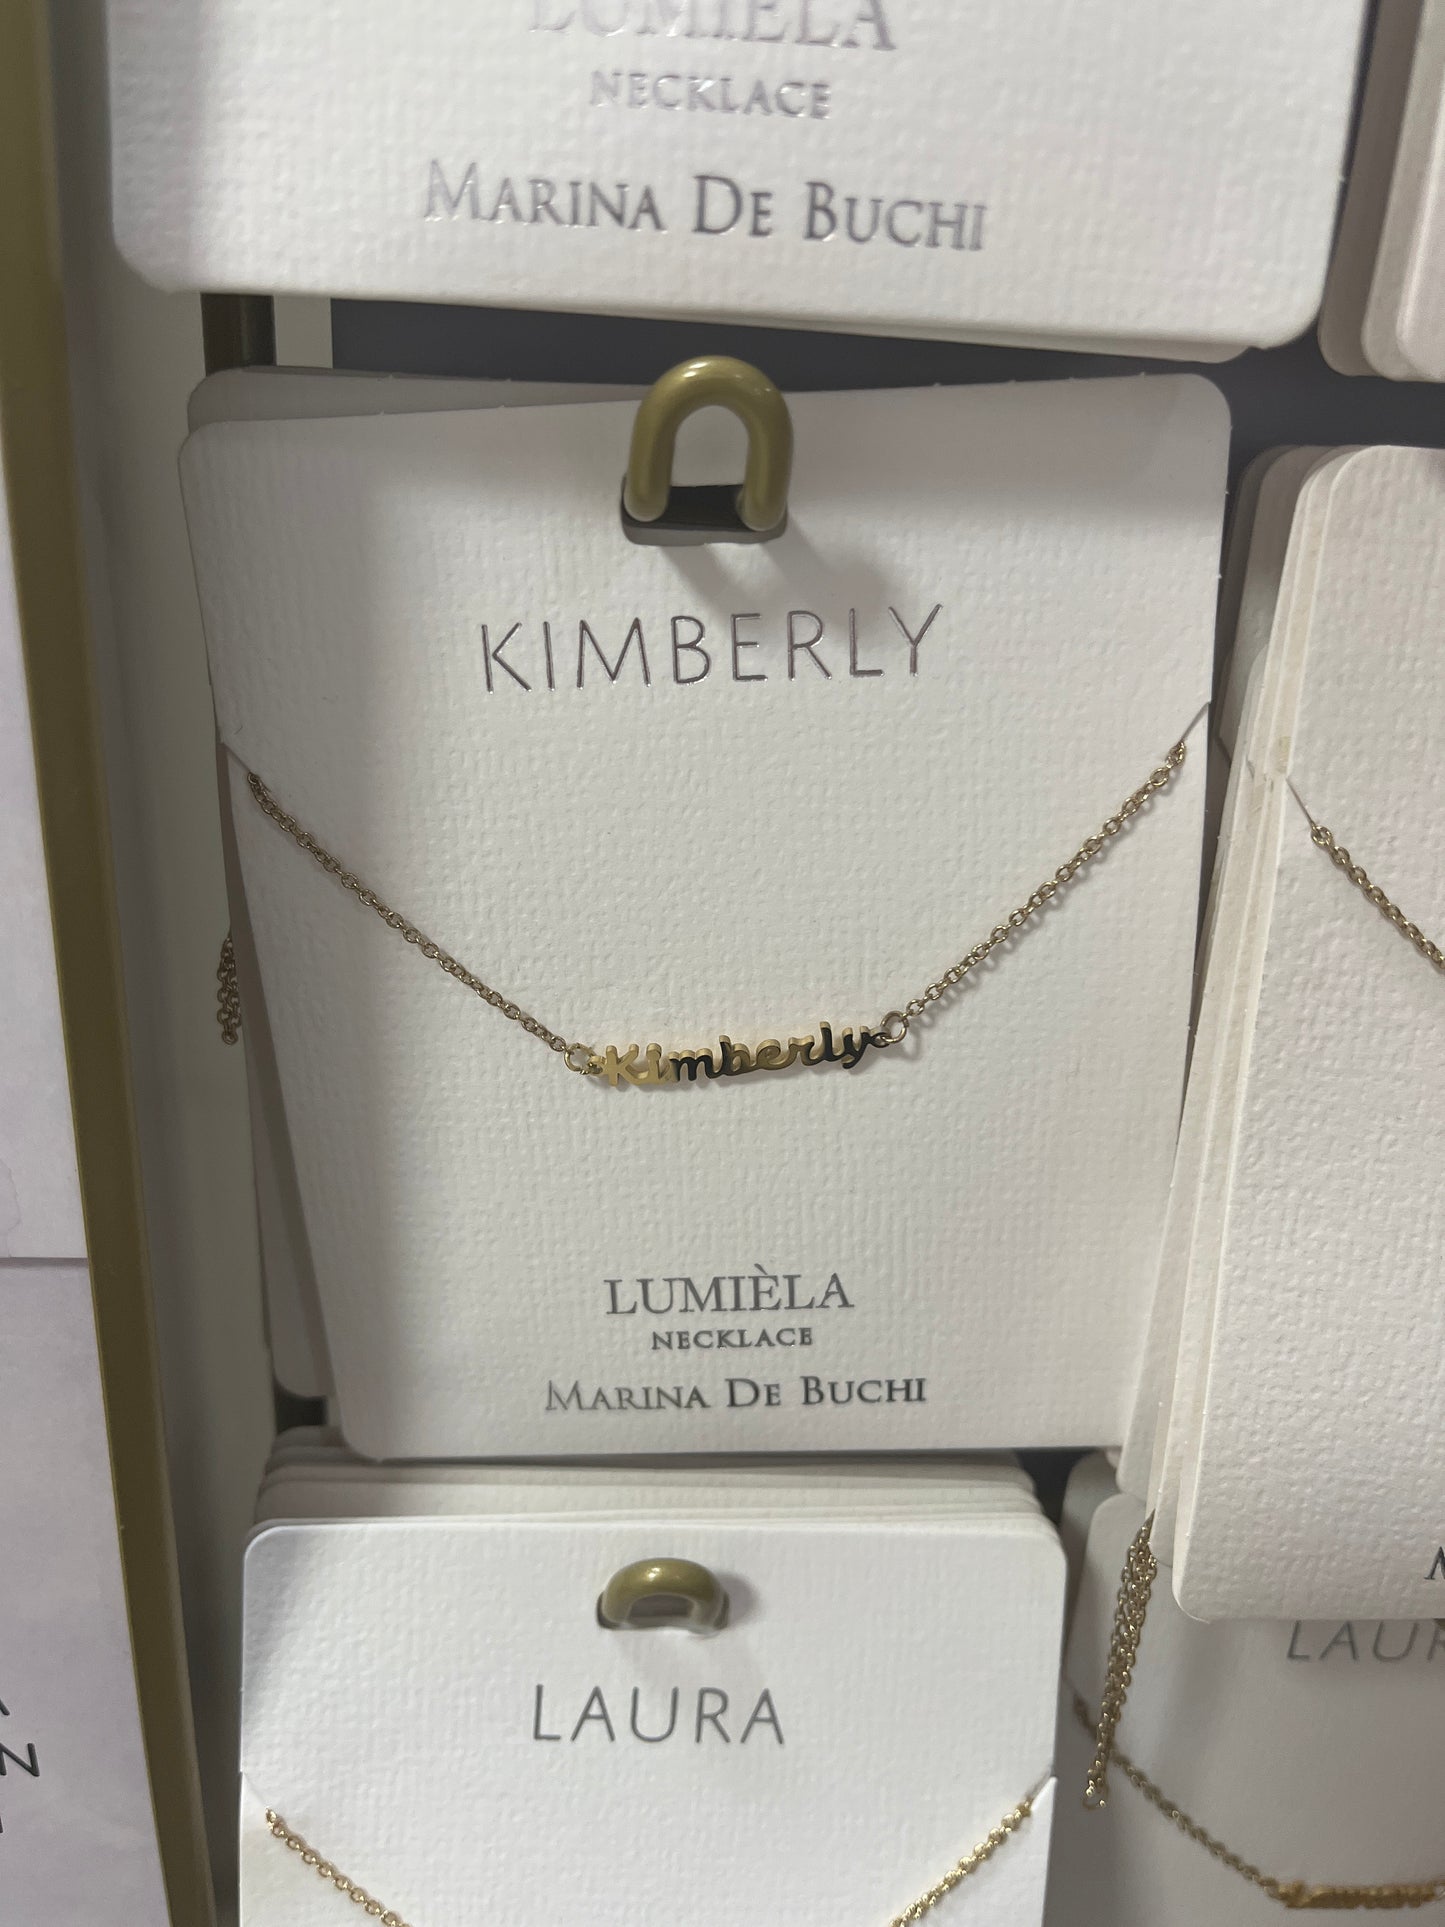 LUMIÈLA
NECKLACE
MARINA DE BUCHI
KIMBERLY
Kimberly
LUMIÈLA
NECKLACE
MARINA DE BUCHI
LAURA